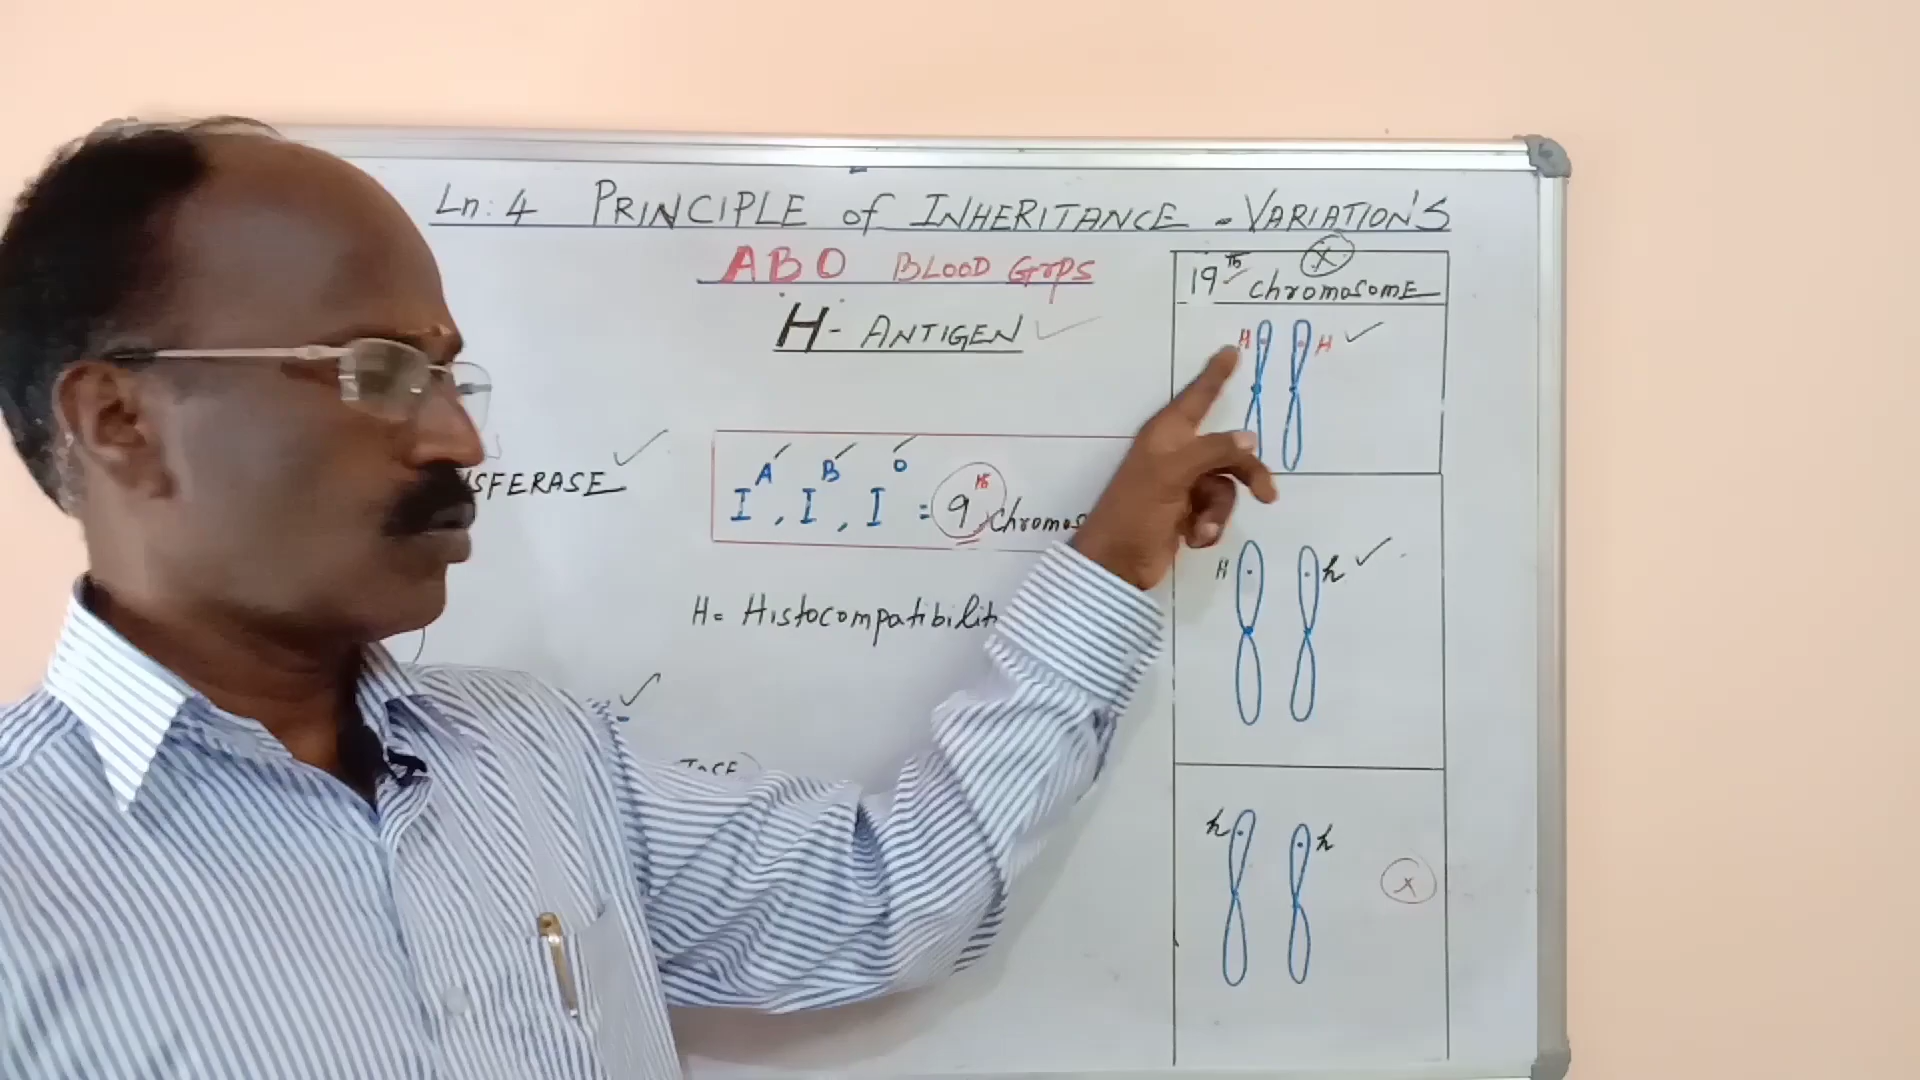 Ln: 4 PRINCIPLE of INHERITANCE - VARIATION'S
ABO BLOOD GrPS
H- ANTIGEN
19th chromosomE
X
H H
SFERASE
I^A, I^B, I^O = 9th chromos
H= Histocompatibilit
H h
h h
X